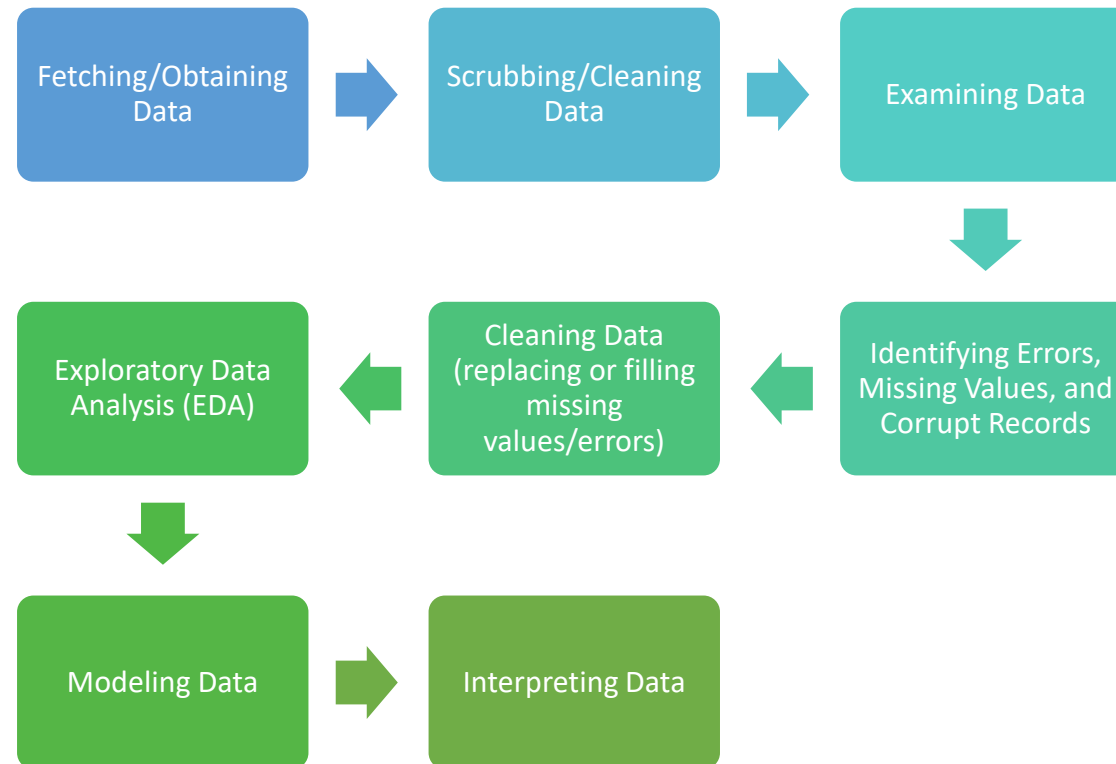 Fetching/Obtaining
Data
Scrubbing/Cleaning
Data
Examining Data
Identifying Errors,
Missing Values, and
Corrupt Records
Cleaning Data
(replacing or filling
missing
values/errors)
Exploratory Data
Analysis (EDA)
Modeling Data
Interpreting Data